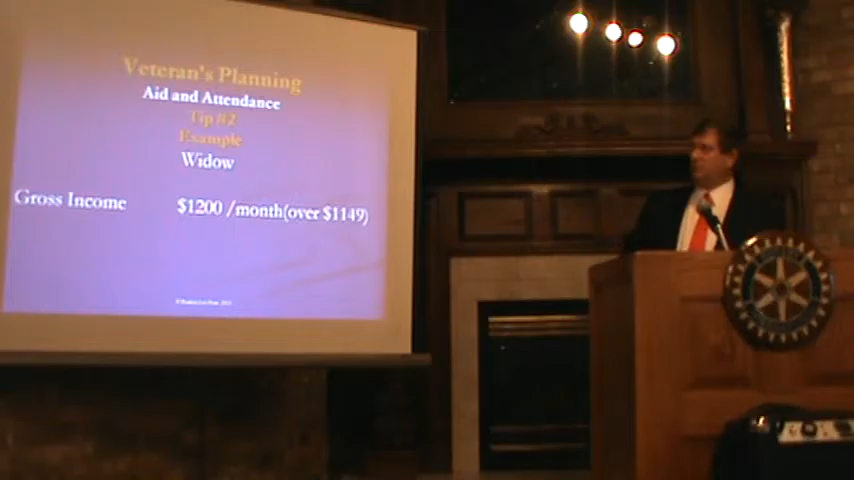 Veteran's Planning
Aid and Attendance
Tip #2
Example
Widow
Gross Income $1200 /month(over $1149)